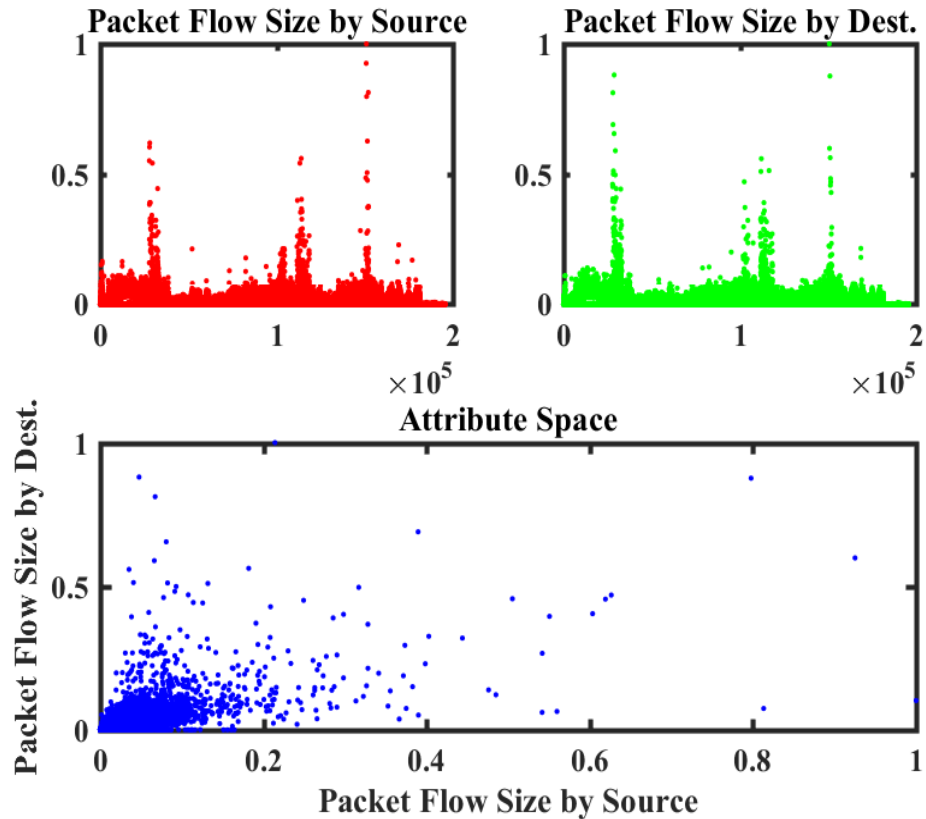 Packet Flow Size by Source
Packet Flow Size by Dest.
1
0.5
0
0 1 2
×10^5
1
0.5
0
0 1 2
×10^5
Attribute Space
Packet Flow Size by Dest.
1
0.5
0
0 0.2 0.4 0.6 0.8 1
Packet Flow Size by Source